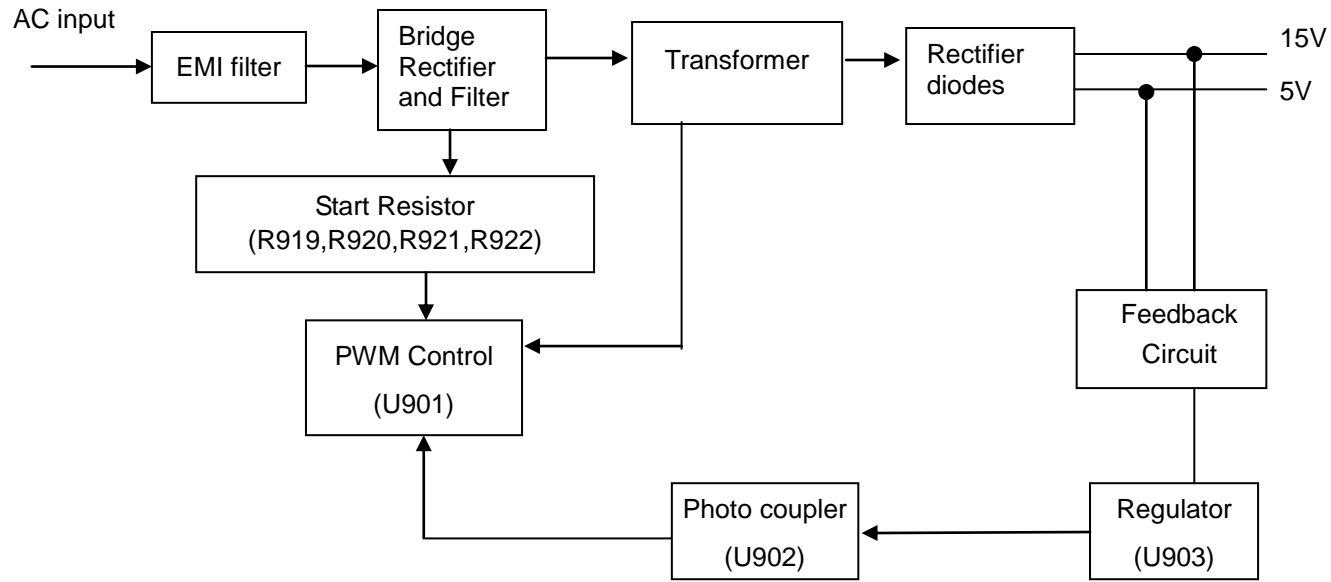 AC input
EMI filter
Bridge
Rectifier
and Filter
Transformer
Rectifier
diodes
15V
5V
Start Resistor
(R919,R920,R921,R922)
PWM Control
(U901)
Feedback
Circuit
Photo coupler
(U902)
Regulator
(U903)